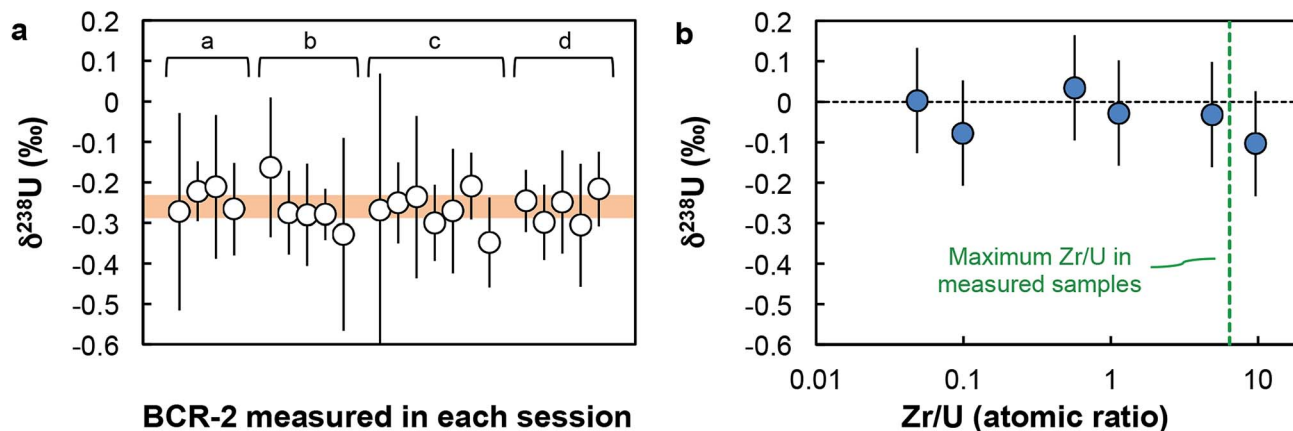 a
0.2
0.1
0
-0.1
-0.2
-0.3
-0.4
-0.5
-0.6
δ²³⁸U (‰)
a b c d
BCR-2 measured in each session
b
0.2
0.1
0
-0.1
-0.2
-0.3
-0.4
-0.5
-0.6
δ²³⁸U (‰)
Maximum Zr/U in
measured samples
0.01 0.1 1 10
Zr/U (atomic ratio)